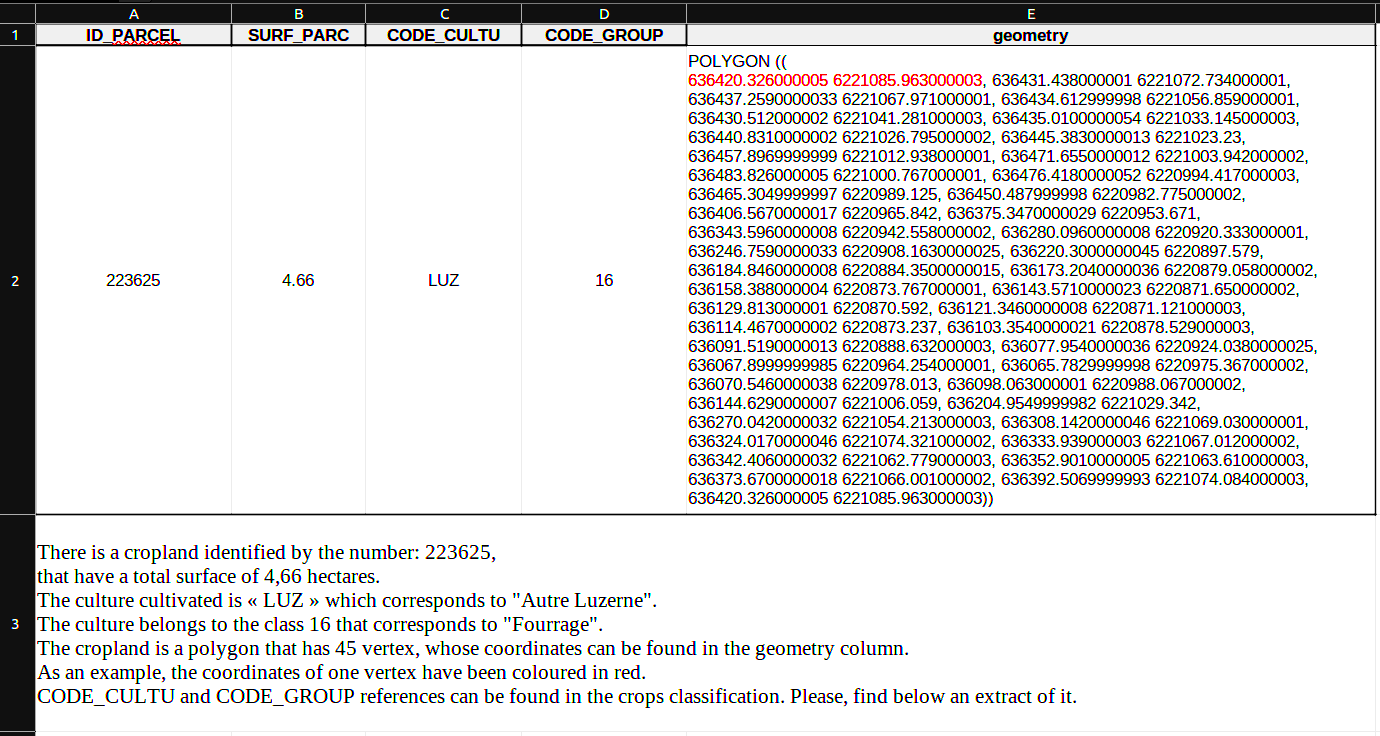 A B C D E
1 ID_PARCEL SURF_PARC CODE_CULTU CODE_GROUP geometry
POLYGON ((
636420.326000005 6221085.963000003, 636431.438000001 6221072.734000001,
636437.2590000033 6221067.971000001, 636434.612999998 6221056.859000001,
636430.512000002 6221041.281000003, 636435.0100000054 6221033.145000003,
636440.8310000002 6221026.795000002, 636445.3830000013 6221023.23,
636457.8969999999 6221012.938000001, 636471.6550000012 6221003.942000002,
636483.826000005 6221000.767000001, 636476.4180000052 6220994.417000003,
636465.3049999997 6220989.125, 636450.487999998 6220982.775000002,
636406.5670000017 6220965.842, 636375.3470000029 6220953.671,
636343.5960000008 6220942.558000002, 636280.0960000008 6220920.333000001,
636246.7590000033 6220908.1630000025, 636220.3000000045 6220897.579,
2 223625 4.66 LUZ 16 636184.8460000008 6220884.3500000015, 636173.2040000036 6220879.058000002,
636158.388000004 6220873.767000001, 636143.5710000023 6220871.650000002,
636129.813000001 6220870.592, 636121.3460000008 6220871.121000003,
636114.4670000002 6220873.237, 636103.3540000021 6220878.529000003,
636091.5190000013 6220888.632000003, 636077.9540000036 6220924.0380000025,
636067.8999999985 6220964.254000001, 636065.7829999998 6220975.367000002,
636070.5460000038 6220978.013, 636098.063000001 6220988.067000002,
636144.6290000007 6221006.059, 636204.9549999982 6221029.342,
636270.0420000032 6221054.213000003, 636308.1420000046 6221069.030000001,
636324.0170000046 6221074.321000002, 636333.939000003 6221067.012000002,
636342.4060000032 6221062.779000003, 636352.9010000005 6221063.610000003,
636373.6700000018 6221066.001000002, 636392.5069999993 6221074.084000003,
636420.326000005 6221085.963000003))
There is a cropland identified by the number: 223625,
that have a total surface of 4,66 hectares.
The culture cultivated is « LUZ » which corresponds to "Autre Luzerne".
3 The culture belongs to the class 16 that corresponds to "Fourrage".
The cropland is a polygon that has 45 vertex, whose coordinates can be found in the geometry column.
As an example, the coordinates of one vertex have been coloured in red.
CODE_CULTU and CODE_GROUP references can be found in the crops classification. Please, find below an extract of it.